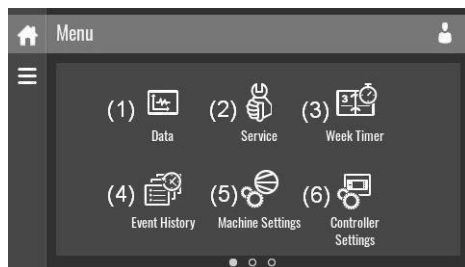 Menu
(1) (2) (3)
Data Service Week Timer
(4) (5) (6)
Event History Machine Settings Controller
Settings